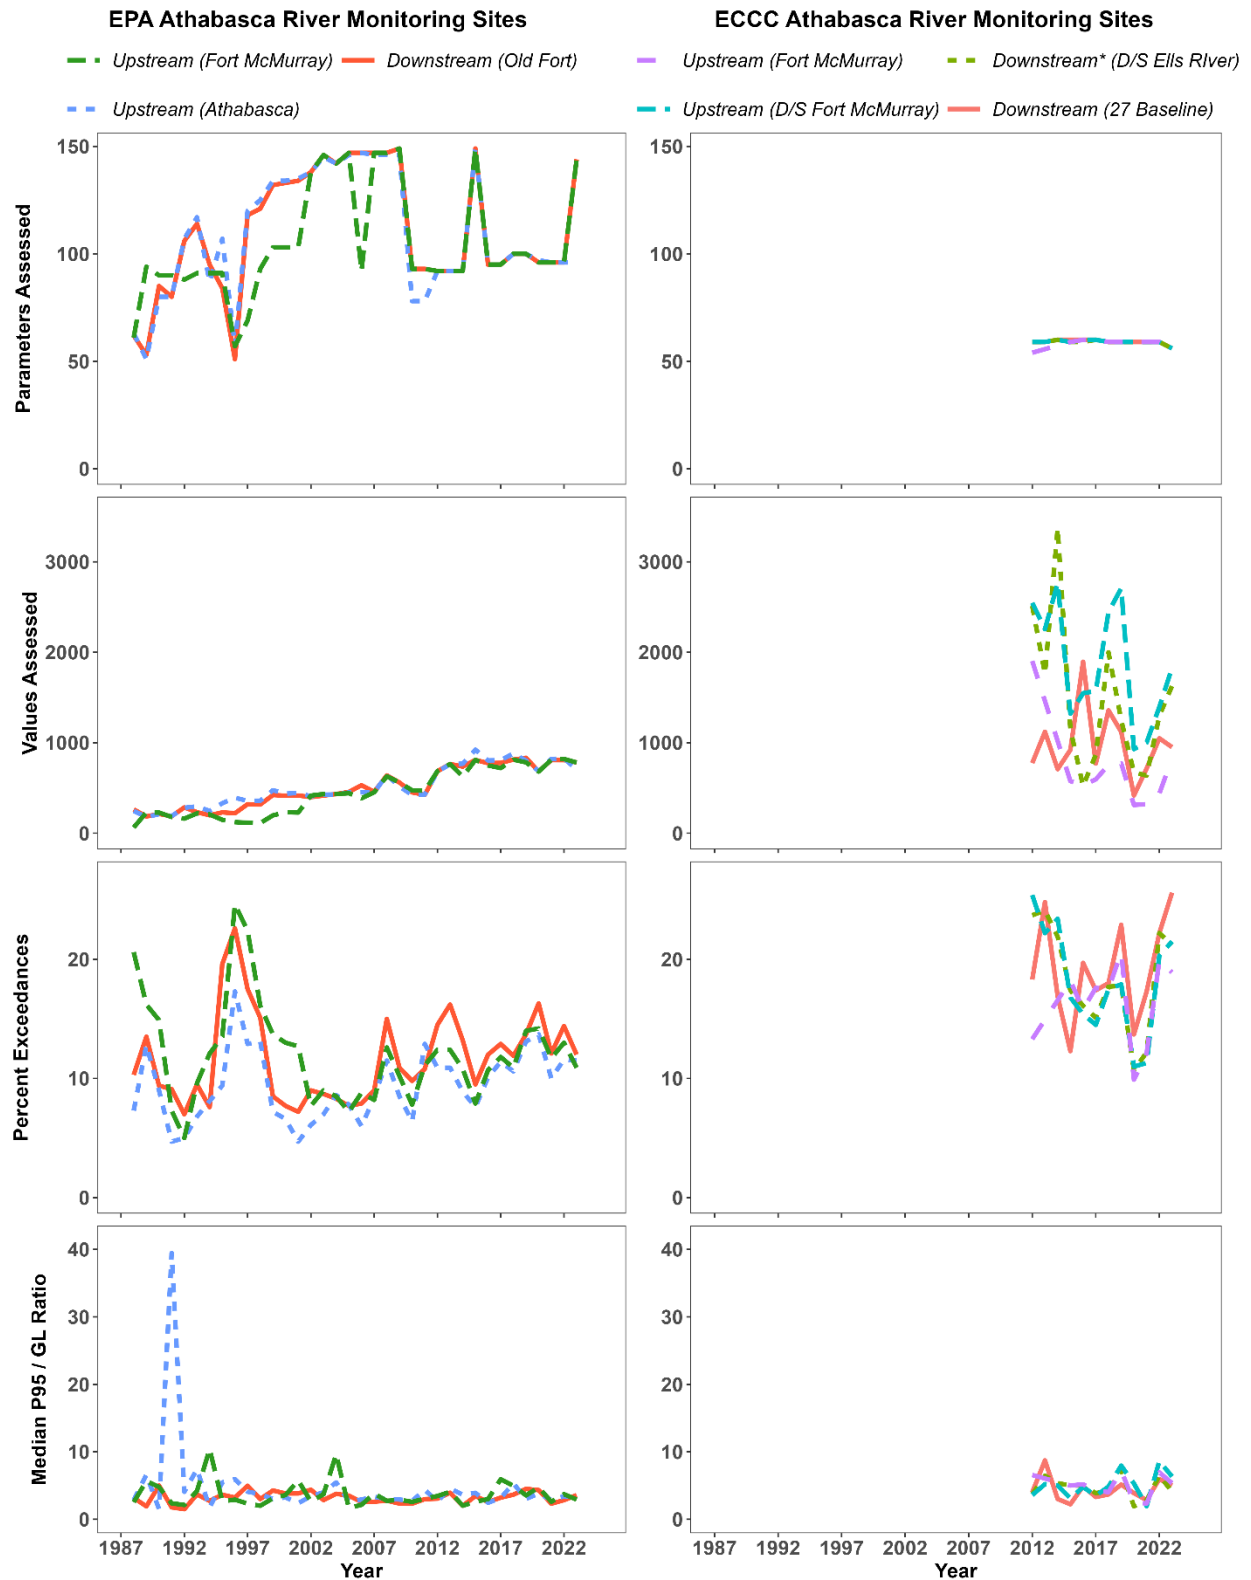 EPA Athabasca River Monitoring Sites
Upstream (Fort McMurray) Downstream (Old Fort)
Upstream (Athabasca)
ECCC Athabasca River Monitoring Sites
Upstream (Fort McMurray) Downstream* (D/S Ells RIver)
Upstream (D/S Fort McMurray) Downstream (27 Baseline)
Parameters Assessed
150
100
50
0
150
100
50
0
Values Assessed
3000
2000
1000
0
3000
2000
1000
0
Percent Exceedances
20
10
0
20
10
0
Median P95 / GL Ratio
40
30
20
10
0
40
30
20
10
0
1987 1992 1997 2002 2007 2012 2017 2022
Year
1987 1992 1997 2002 2007 2012 2017 2022
Year